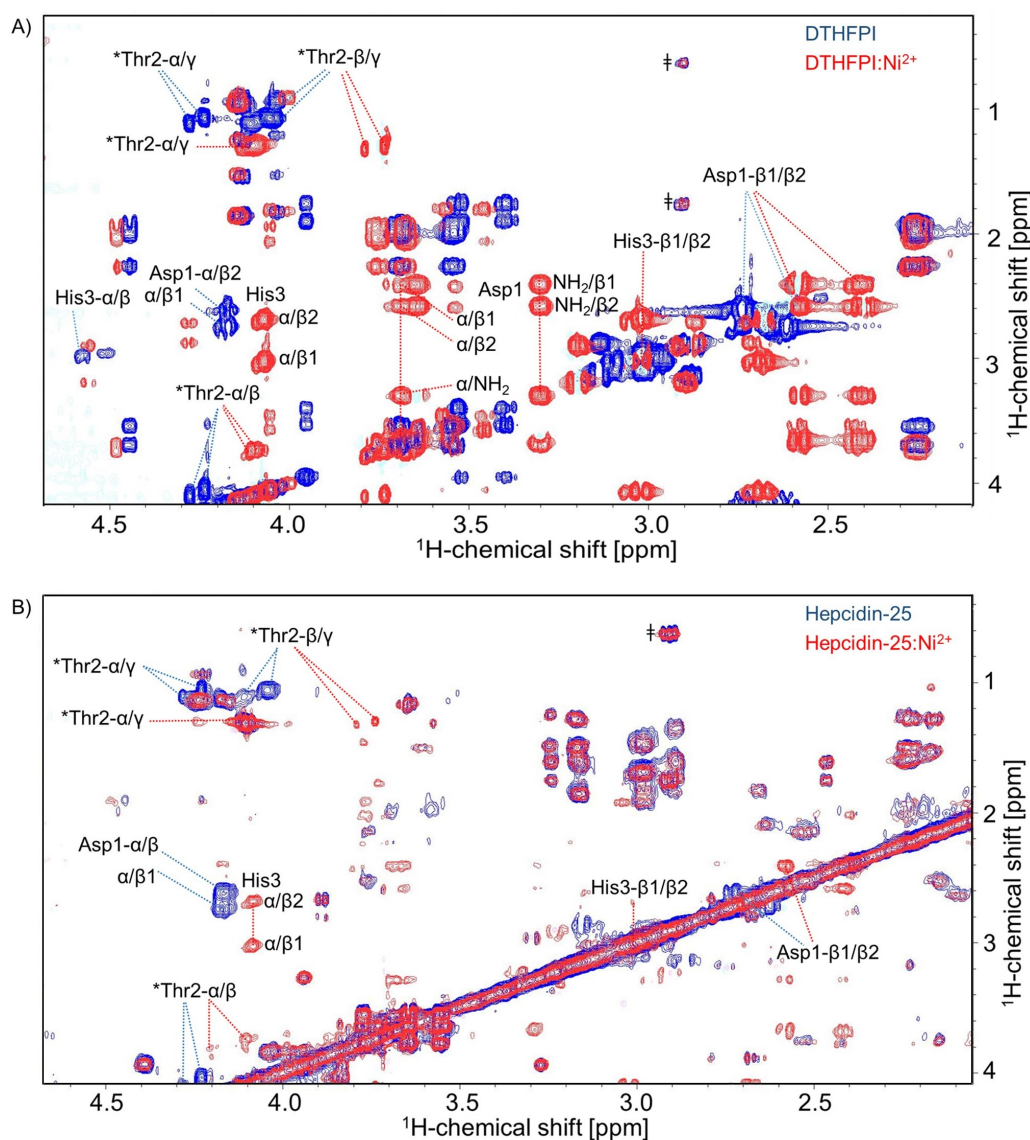 A)
DTHFPI
DTHFPI:Ni²⁺
*Thr2-α/γ
*Thr2-β/γ
‡
1
*Thr2-α/γ
Asp1-β1/β2
‡
2
His3-β1/β2
Asp1-α/β2
His3-α/β
α/β1
His3
α/β2
α/β1
Asp1
NH₂/β1
NH₂/β2
α/β1
α/β2
3
*Thr2-α/β
α/NH₂
4
4.5
4.0
3.5
3.0
2.5
¹H-chemical shift [ppm]
¹H-chemical shift [ppm]
B)
Hepcidin-25
Hepcidin-25:Ni²⁺
‡
*Thr2-β/γ
*Thr2-α/γ
1
*Thr2-α/γ
2
Asp1-α/β
α/β1
His3
α/β2
α/β1
His3-β1/β2
Asp1-β1/β2
3
*Thr2-α/β
4
4.5
4.0
3.5
3.0
2.5
¹H-chemical shift [ppm]
¹H-chemical shift [ppm]